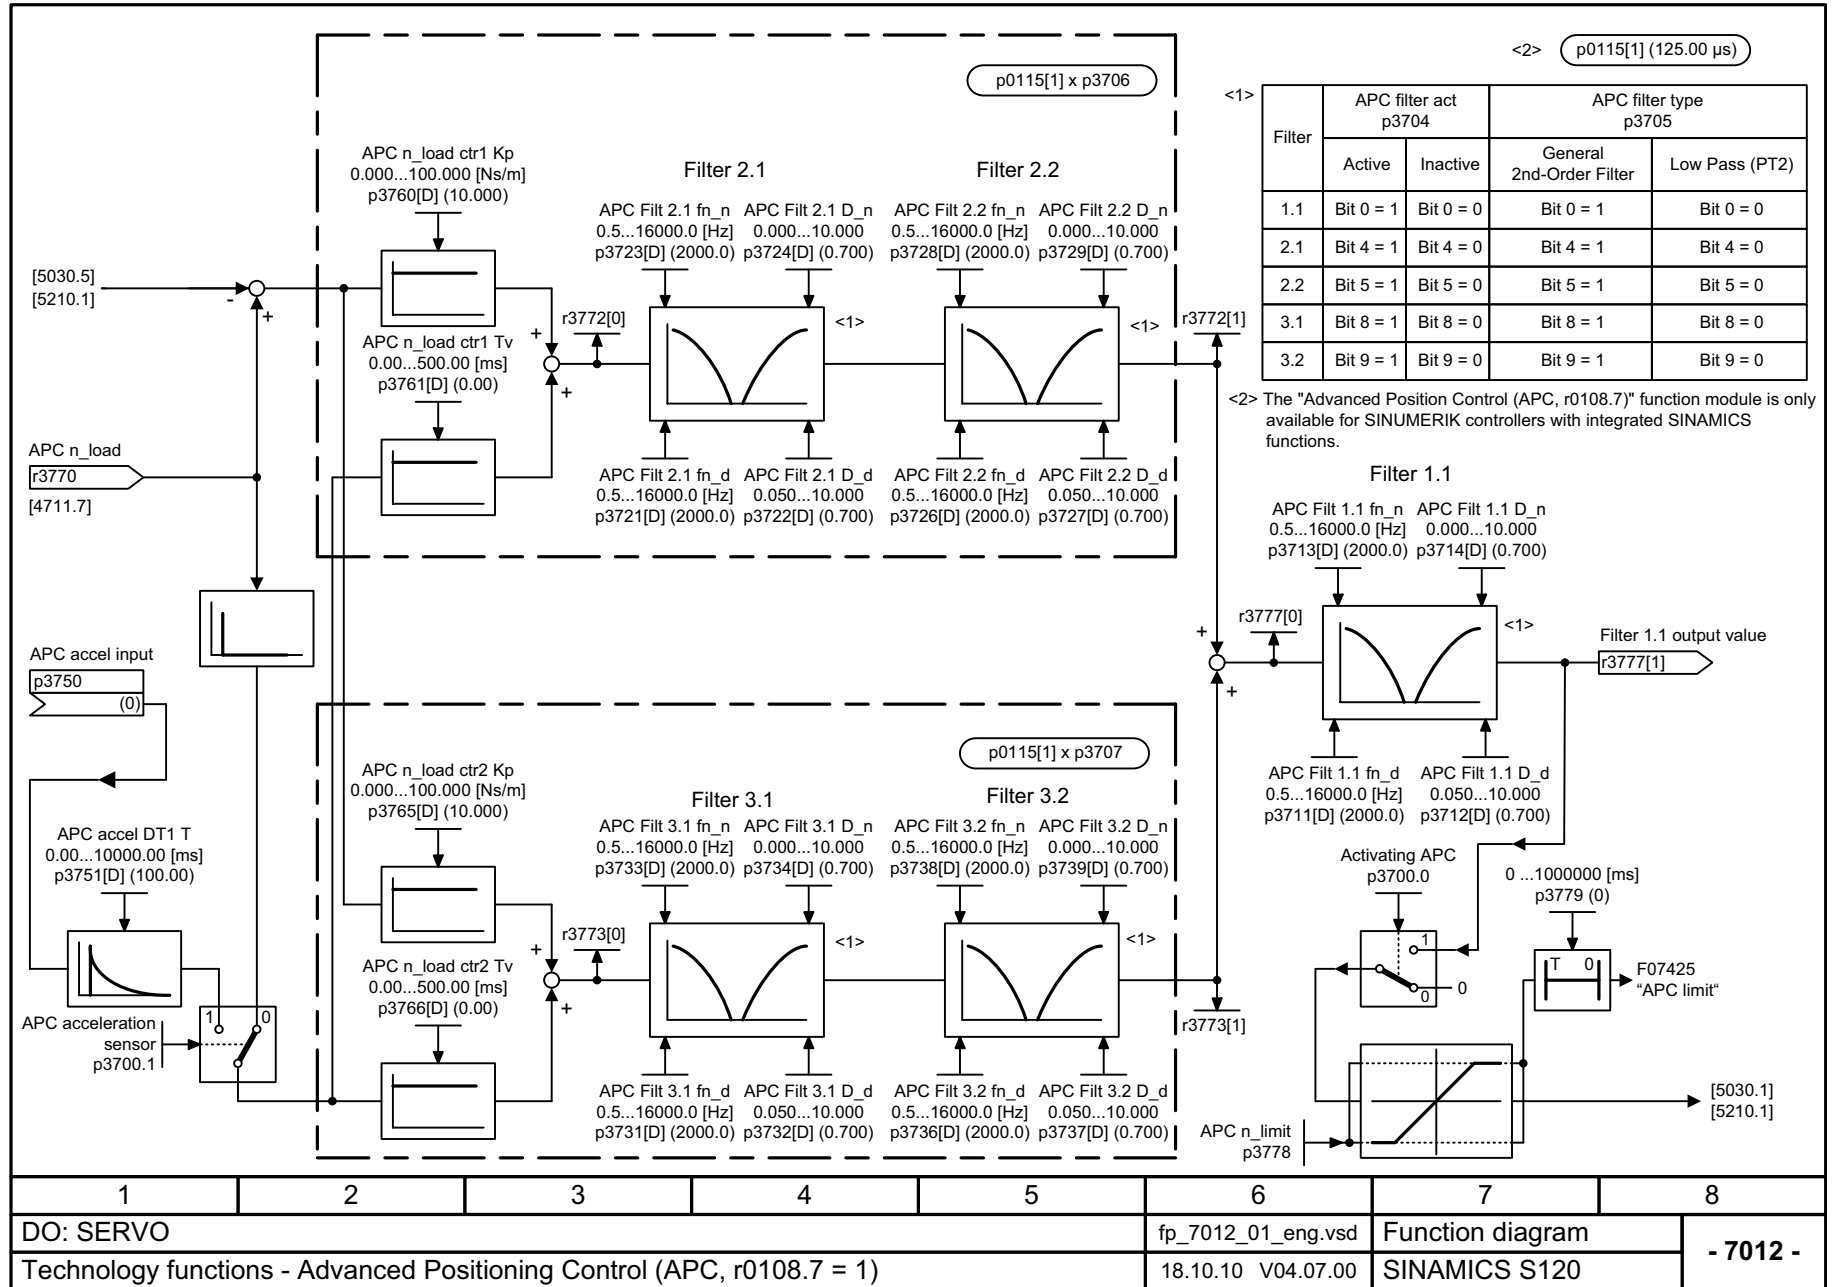 <2> p0115[1] (125.00 µs)
p0115[1] x p3706
<1>
Filter
APC filter act
p3704
APC filter type
p3705
Active
Inactive
General
2nd-Order Filter
Low Pass (PT2)
1.1 Bit 0 = 1 Bit 0 = 0 Bit 0 = 1 Bit 0 = 0
2.1 Bit 4 = 1 Bit 4 = 0 Bit 4 = 1 Bit 4 = 0
2.2 Bit 5 = 1 Bit 5 = 0 Bit 5 = 1 Bit 5 = 0
3.1 Bit 8 = 1 Bit 8 = 0 Bit 8 = 1 Bit 8 = 0
3.2 Bit 9 = 1 Bit 9 = 0 Bit 9 = 1 Bit 9 = 0
<2> The "Advanced Position Control (APC, r0108.7)" function module is only
available for SINUMERIK controllers with integrated SINAMICS
functions.
APC n_load ctr1 Kp
0.000...100.000 [Ns/m]
p3760[D] (10.000)
Filter 2.1
Filter 2.2
APC Filt 2.1 fn_n
0.5...16000.0 [Hz]
p3723[D] (2000.0)
APC Filt 2.1 D_n
0.000...10.000
p3724[D] (0.700)
APC Filt 2.2 fn_n
0.5...16000.0 [Hz]
p3728[D] (2000.0)
APC Filt 2.2 D_n
0.000...10.000
p3729[D] (0.700)
[5030.5]
[5210.1]
-
+
APC n_load ctr1 Tv
0.00...500.00 [ms]
p3761[D] (0.00)
+
+
r3772[0]
<1>
<1>
r3772[1]
APC Filt 2.1 fn_d
0.5...16000.0 [Hz]
p3721[D] (2000.0)
APC Filt 2.1 D_d
0.050...10.000
p3722[D] (0.700)
APC Filt 2.2 fn_d
0.5...16000.0 [Hz]
p3726[D] (2000.0)
APC Filt 2.2 D_d
0.050...10.000
p3727[D] (0.700)
APC n_load
r3770
[4711.7]
Filter 1.1
APC Filt 1.1 fn_n
0.5...16000.0 [Hz]
p3713[D] (2000.0)
APC Filt 1.1 D_n
0.000...10.000
p3714[D] (0.700)
+
+
r3777[0]
<1>
Filter 1.1 output value
r3777[1]
APC Filt 1.1 fn_d
0.5...16000.0 [Hz]
p3711[D] (2000.0)
APC Filt 1.1 D_d
0.050...10.000
p3712[D] (0.700)
APC accel input
p3750
(0)
APC accel DT1 T
0.00...10000.00 [ms]
p3751[D] (100.00)
APC acceleration
sensor
p3700.1
1
0
p0115[1] x p3707
APC n_load ctr2 Kp
0.000...100.000 [Ns/m]
p3765[D] (10.000)
Filter 3.1
Filter 3.2
APC Filt 3.1 fn_n
0.5...16000.0 [Hz]
p3733[D] (2000.0)
APC Filt 3.1 D_n
0.000...10.000
p3734[D] (0.700)
APC Filt 3.2 fn_n
0.5...16000.0 [Hz]
p3738[D] (2000.0)
APC Filt 3.2 D_n
0.000...10.000
p3739[D] (0.700)
APC n_load ctr2 Tv
0.00...500.00 [ms]
p3766[D] (0.00)
+
+
r3773[0]
<1>
<1>
r3773[1]
APC Filt 3.1 fn_d
0.5...16000.0 [Hz]
p3731[D] (2000.0)
APC Filt 3.1 D_d
0.050...10.000
p3732[D] (0.700)
APC Filt 3.2 fn_d
0.5...16000.0 [Hz]
p3736[D] (2000.0)
APC Filt 3.2 D_d
0.050...10.000
p3737[D] (0.700)
Activating APC
p3700.0
1
0
0
0 ...1000000 [ms]
p3779 (0)
T 0
F07425
"APC limit"
APC n_limit
p3778
[5030.1]
[5210.1]
1 2 3 4 5 6 7 8
DO: SERVO
fp_7012_01_eng.vsd
Function diagram
- 7012 -
Technology functions - Advanced Positioning Control (APC, r0108.7 = 1)
18.10.10 V04.07.00
SINAMICS S120